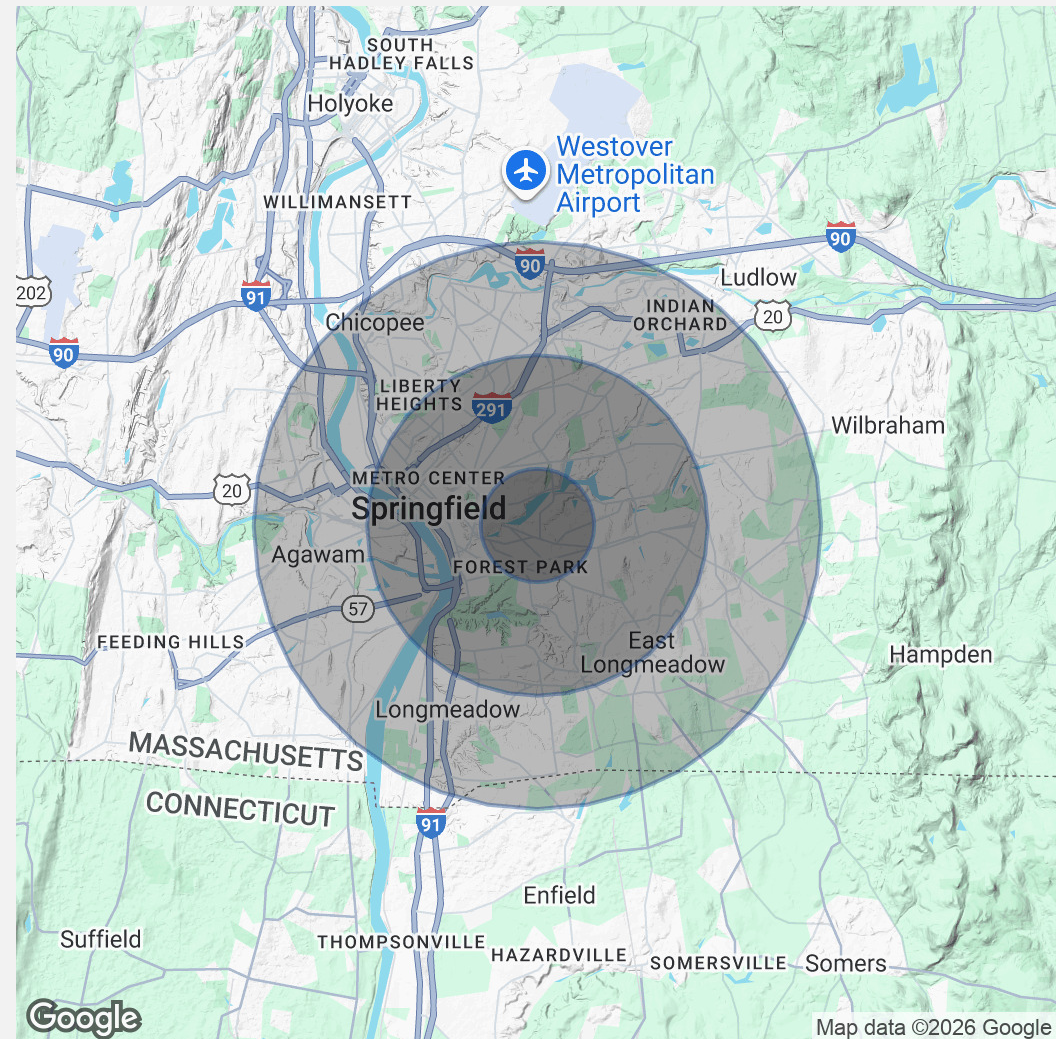 SOUTH
HADLEY FALLS
Holyoke
Westover
Metropolitan
Airport
WILLIMANSETT
90
90
Ludlow
202
91
INDIAN
ORCHARD
20
Chicopee
90
LIBERTY
HEIGHTS
291
Wilbraham
METRO CENTER
20
Springfield
Agawam
FOREST PARK
57
FEEDING HILLS
East
Longmeadow
Hampden
Longmeadow
MASSACHUSETTS
CONNECTICUT
91
Enfield
Suffield
THOMPSONVILLE
HAZARDVILLE
SOMERSVILLE
Somers
Google
Map data ©2026 Google